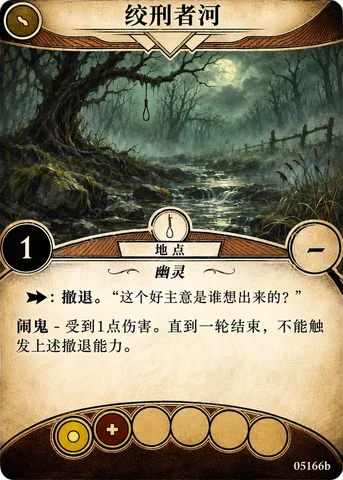 绞刑者河
1
地点
–
幽灵
：撤退。“这个好主意是谁想出来的？”
闹鬼 - 受到1点伤害。直到一轮结束，不能触
发上述撤退能力。
05166b